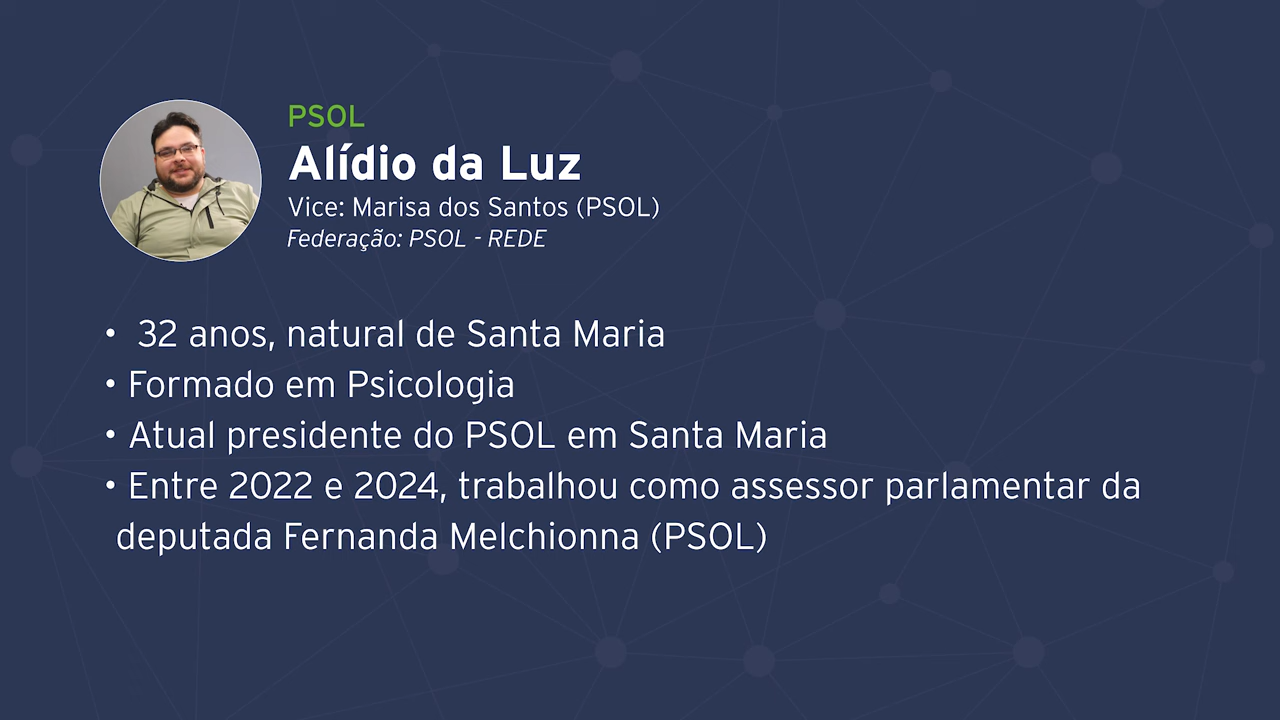 PSOL
Alídio da Luz
Vice: Marisa dos Santos (PSOL)
Federação: PSOL - REDE
• 32 anos, natural de Santa Maria
• Formado em Psicologia
• Atual presidente do PSOL em Santa Maria
• Entre 2022 e 2024, trabalhou como assessor parlamentar da
deputada Fernanda Melchionna (PSOL)